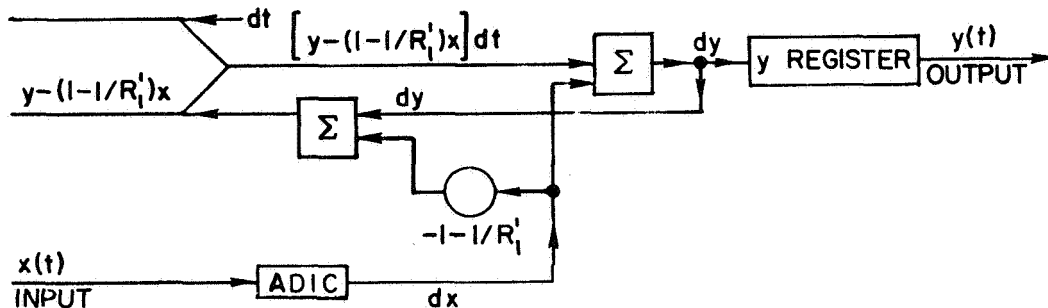 dt
[y-(1-1/R'₁)x]dt
Σ
dy
y REGISTER
y(t)
OUTPUT
y-(1-1/R'₁)x
Σ
dy
-1-1/R'₁
x(t)
INPUT
ADIC
dx